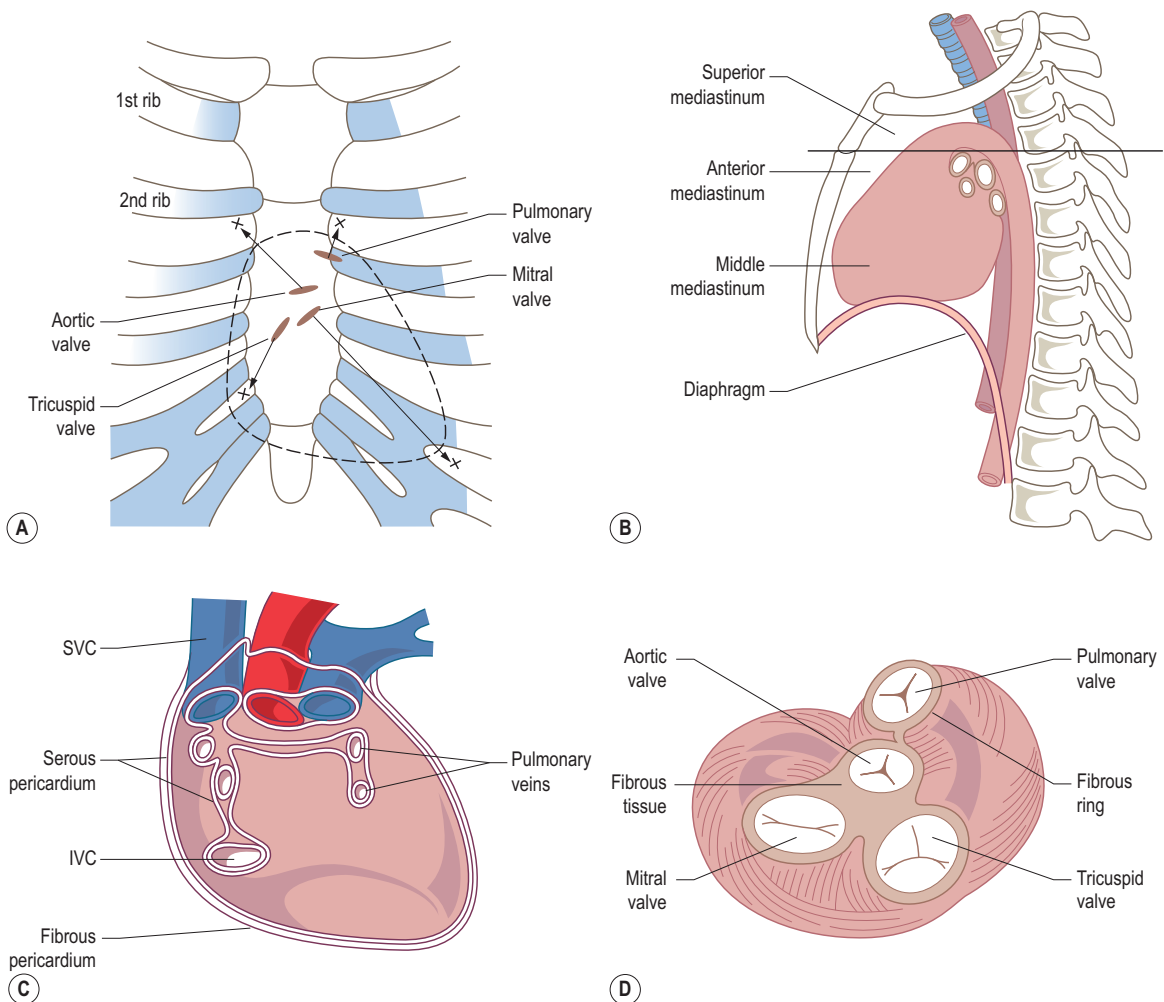 1st rib
2nd rib
Pulmonary
valve
Mitral
valve
Aortic
valve
Tricuspid
valve
A
Superior
mediastinum
Anterior
mediastinum
Middle
mediastinum
Diaphragm
B
SVC
Serous
pericardium
Pulmonary
veins
IVC
Fibrous
pericardium
C
Aortic
valve
Pulmonary
valve
Fibrous
tissue
Fibrous
ring
Mitral
valve
Tricuspid
valve
D